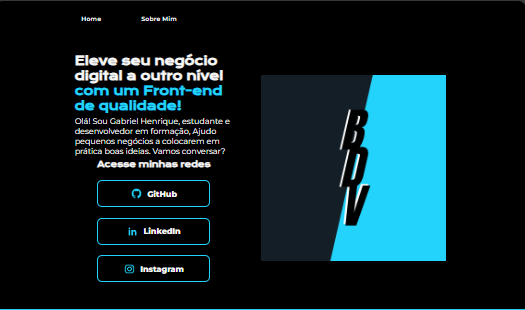 Home Sobre Mim
Eleve seu negócio
digital a outro nível
com um Front-end
de qualidade!
Olá! Sou Gabriel Henrique, estudante e
desenvolvedor em formação, Ajudo
pequenos negócios a colocarem em
prática boas ideias. Vamos conversar?
Acesse minhas redes
GitHub
LinkedIn
Instagram